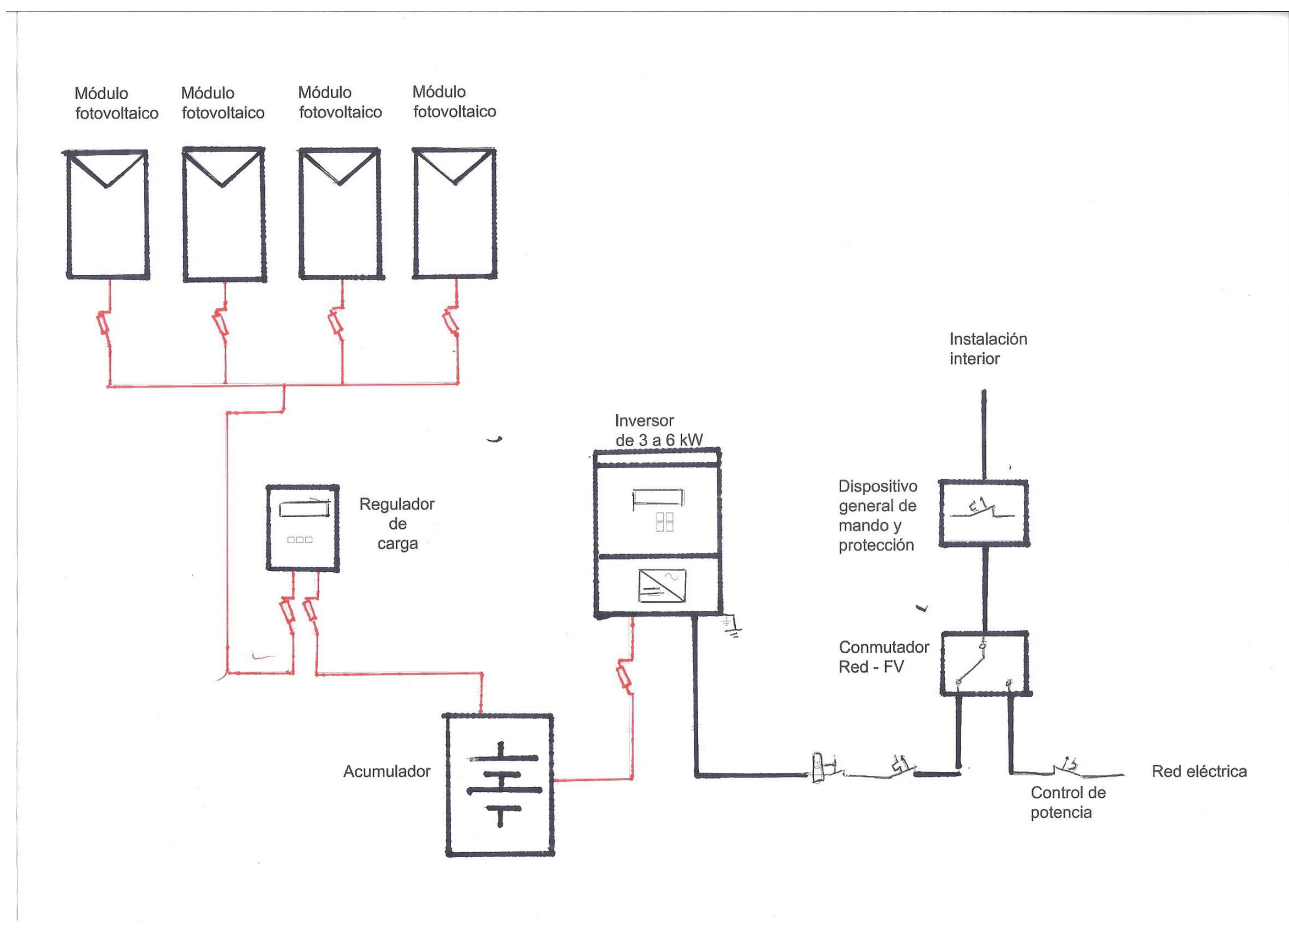 Módulo
fotovoltaico
Módulo
fotovoltaico
Módulo
fotovoltaico
Módulo
fotovoltaico
Instalación
interior
Inversor
de 3 a 6 kW
Dispositivo
general de
mando y
protección
Regulador
de
carga
Conmutador
Red - FV
Acumulador
Red eléctrica
Control de
potencia